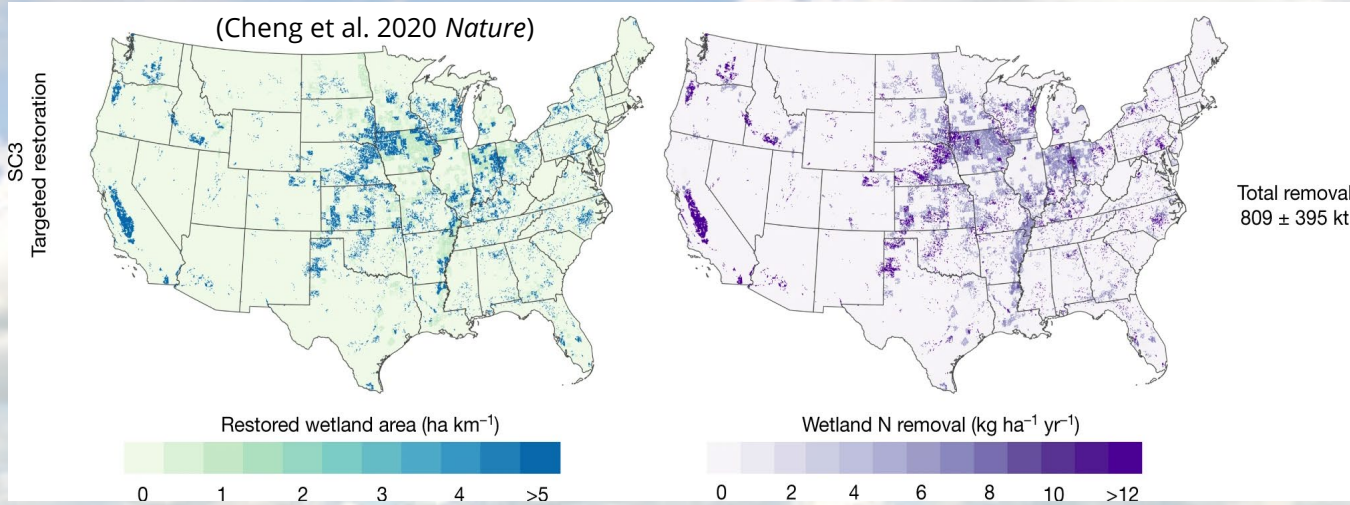 (Cheng et al. 2020 Nature)
SC3
Targeted restoration
Total removal
809 ± 395 kt
Restored wetland area (ha km⁻¹)
0 1 2 3 4 >5
Wetland N removal (kg ha⁻¹ yr⁻¹)
0 2 4 6 8 10 >12